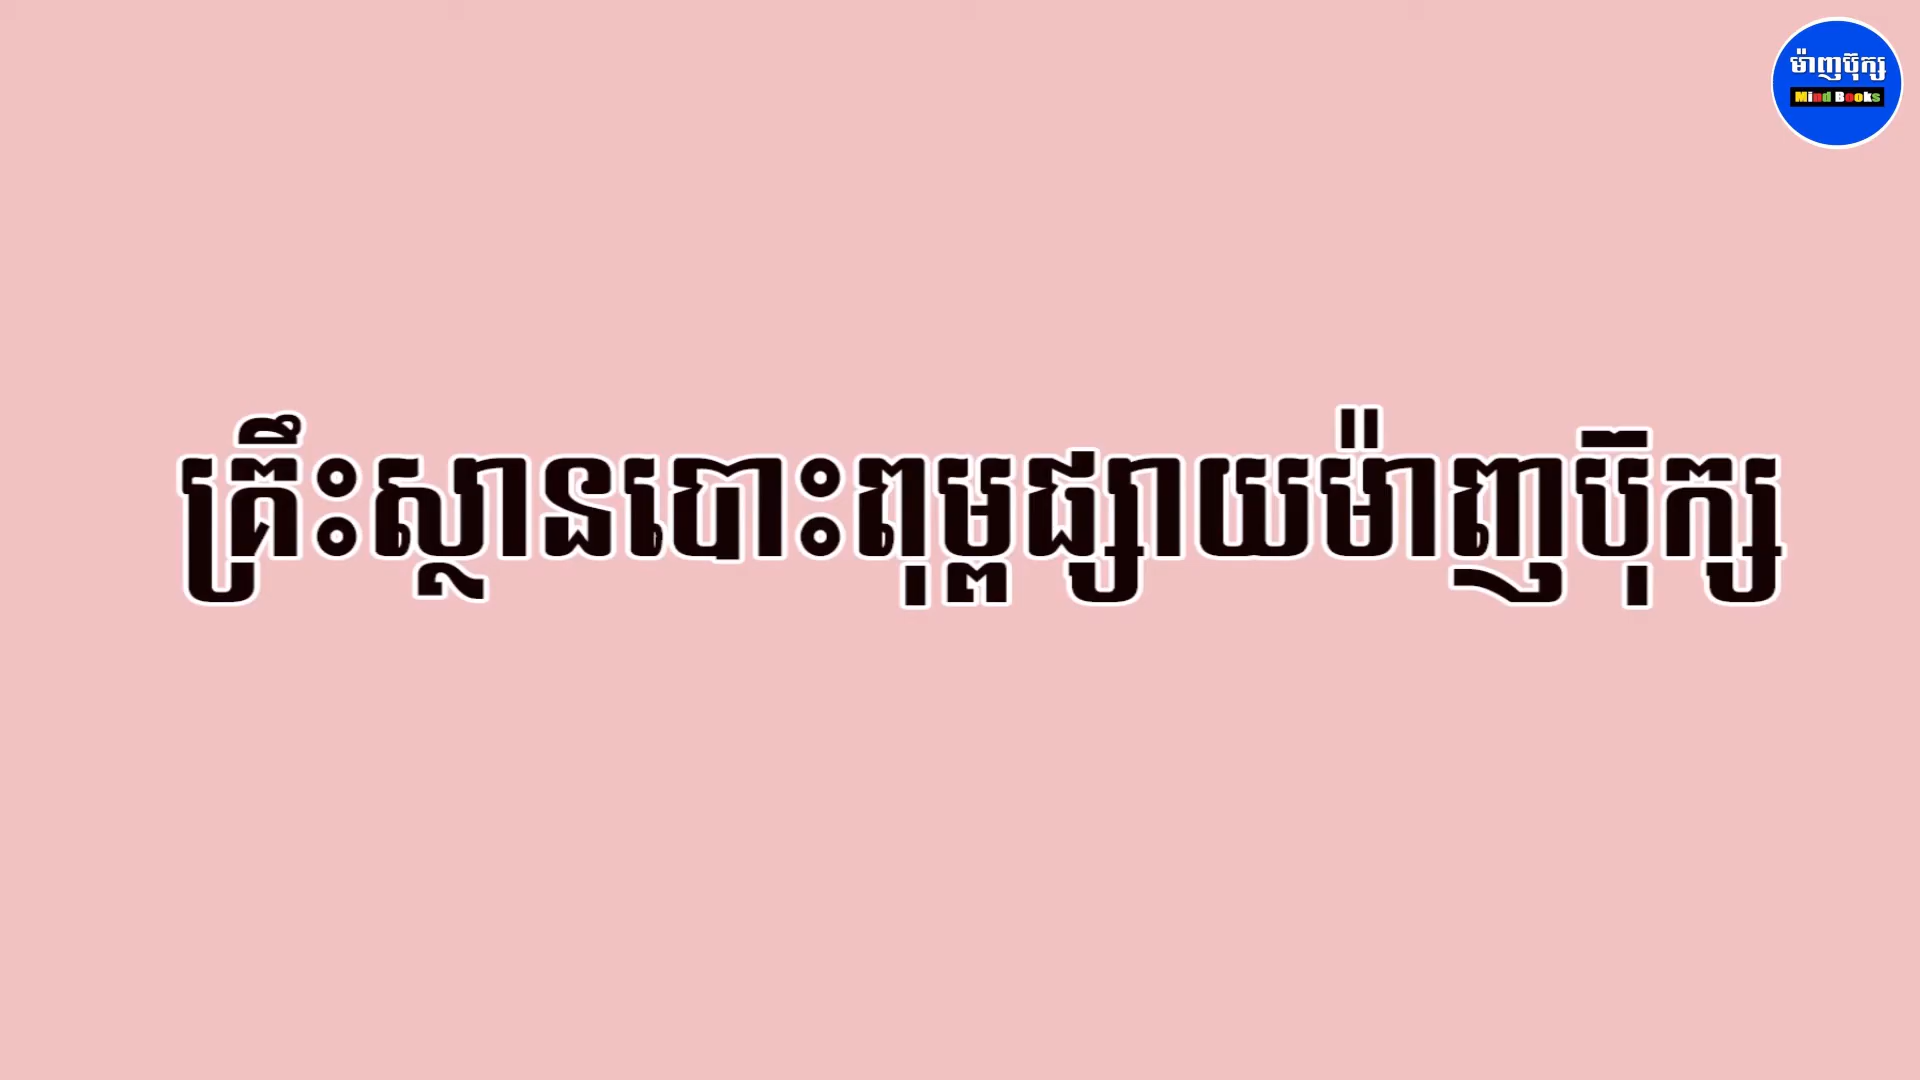 ម៉ាញប៊ុក្ស
Mind Books
គ្រឹះស្ថានបោះពុម្ពផ្សាយម៉ាញប៊ុក្ស